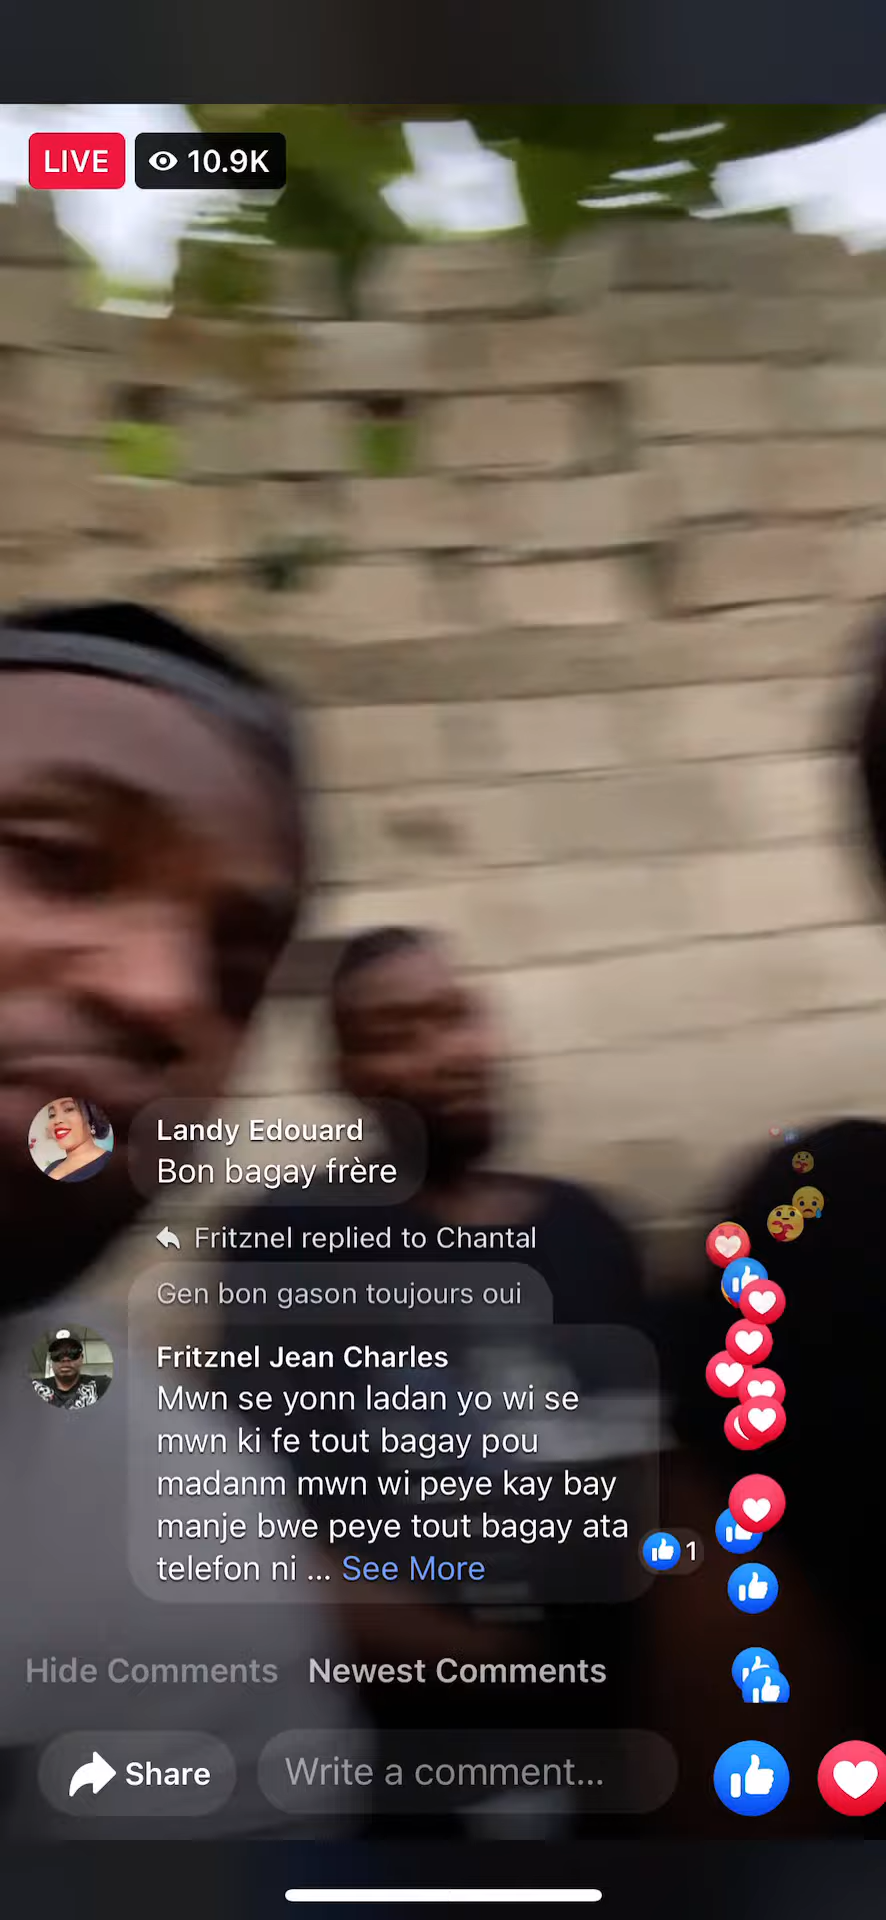 LIVE 10.9K
Landy Edouard
Bon bagay frère
Fritznel replied to Chantal
Gen bon gason toujours oui
Fritznel Jean Charles
Mwn se yonn ladan yo wi se
mwn ki fe tout bagay pou
madanm mwn wi peye kay bay
manje bwe peye tout bagay ata
telefon ni ... See More
1
Hide Comments Newest Comments
Share Write a comment...